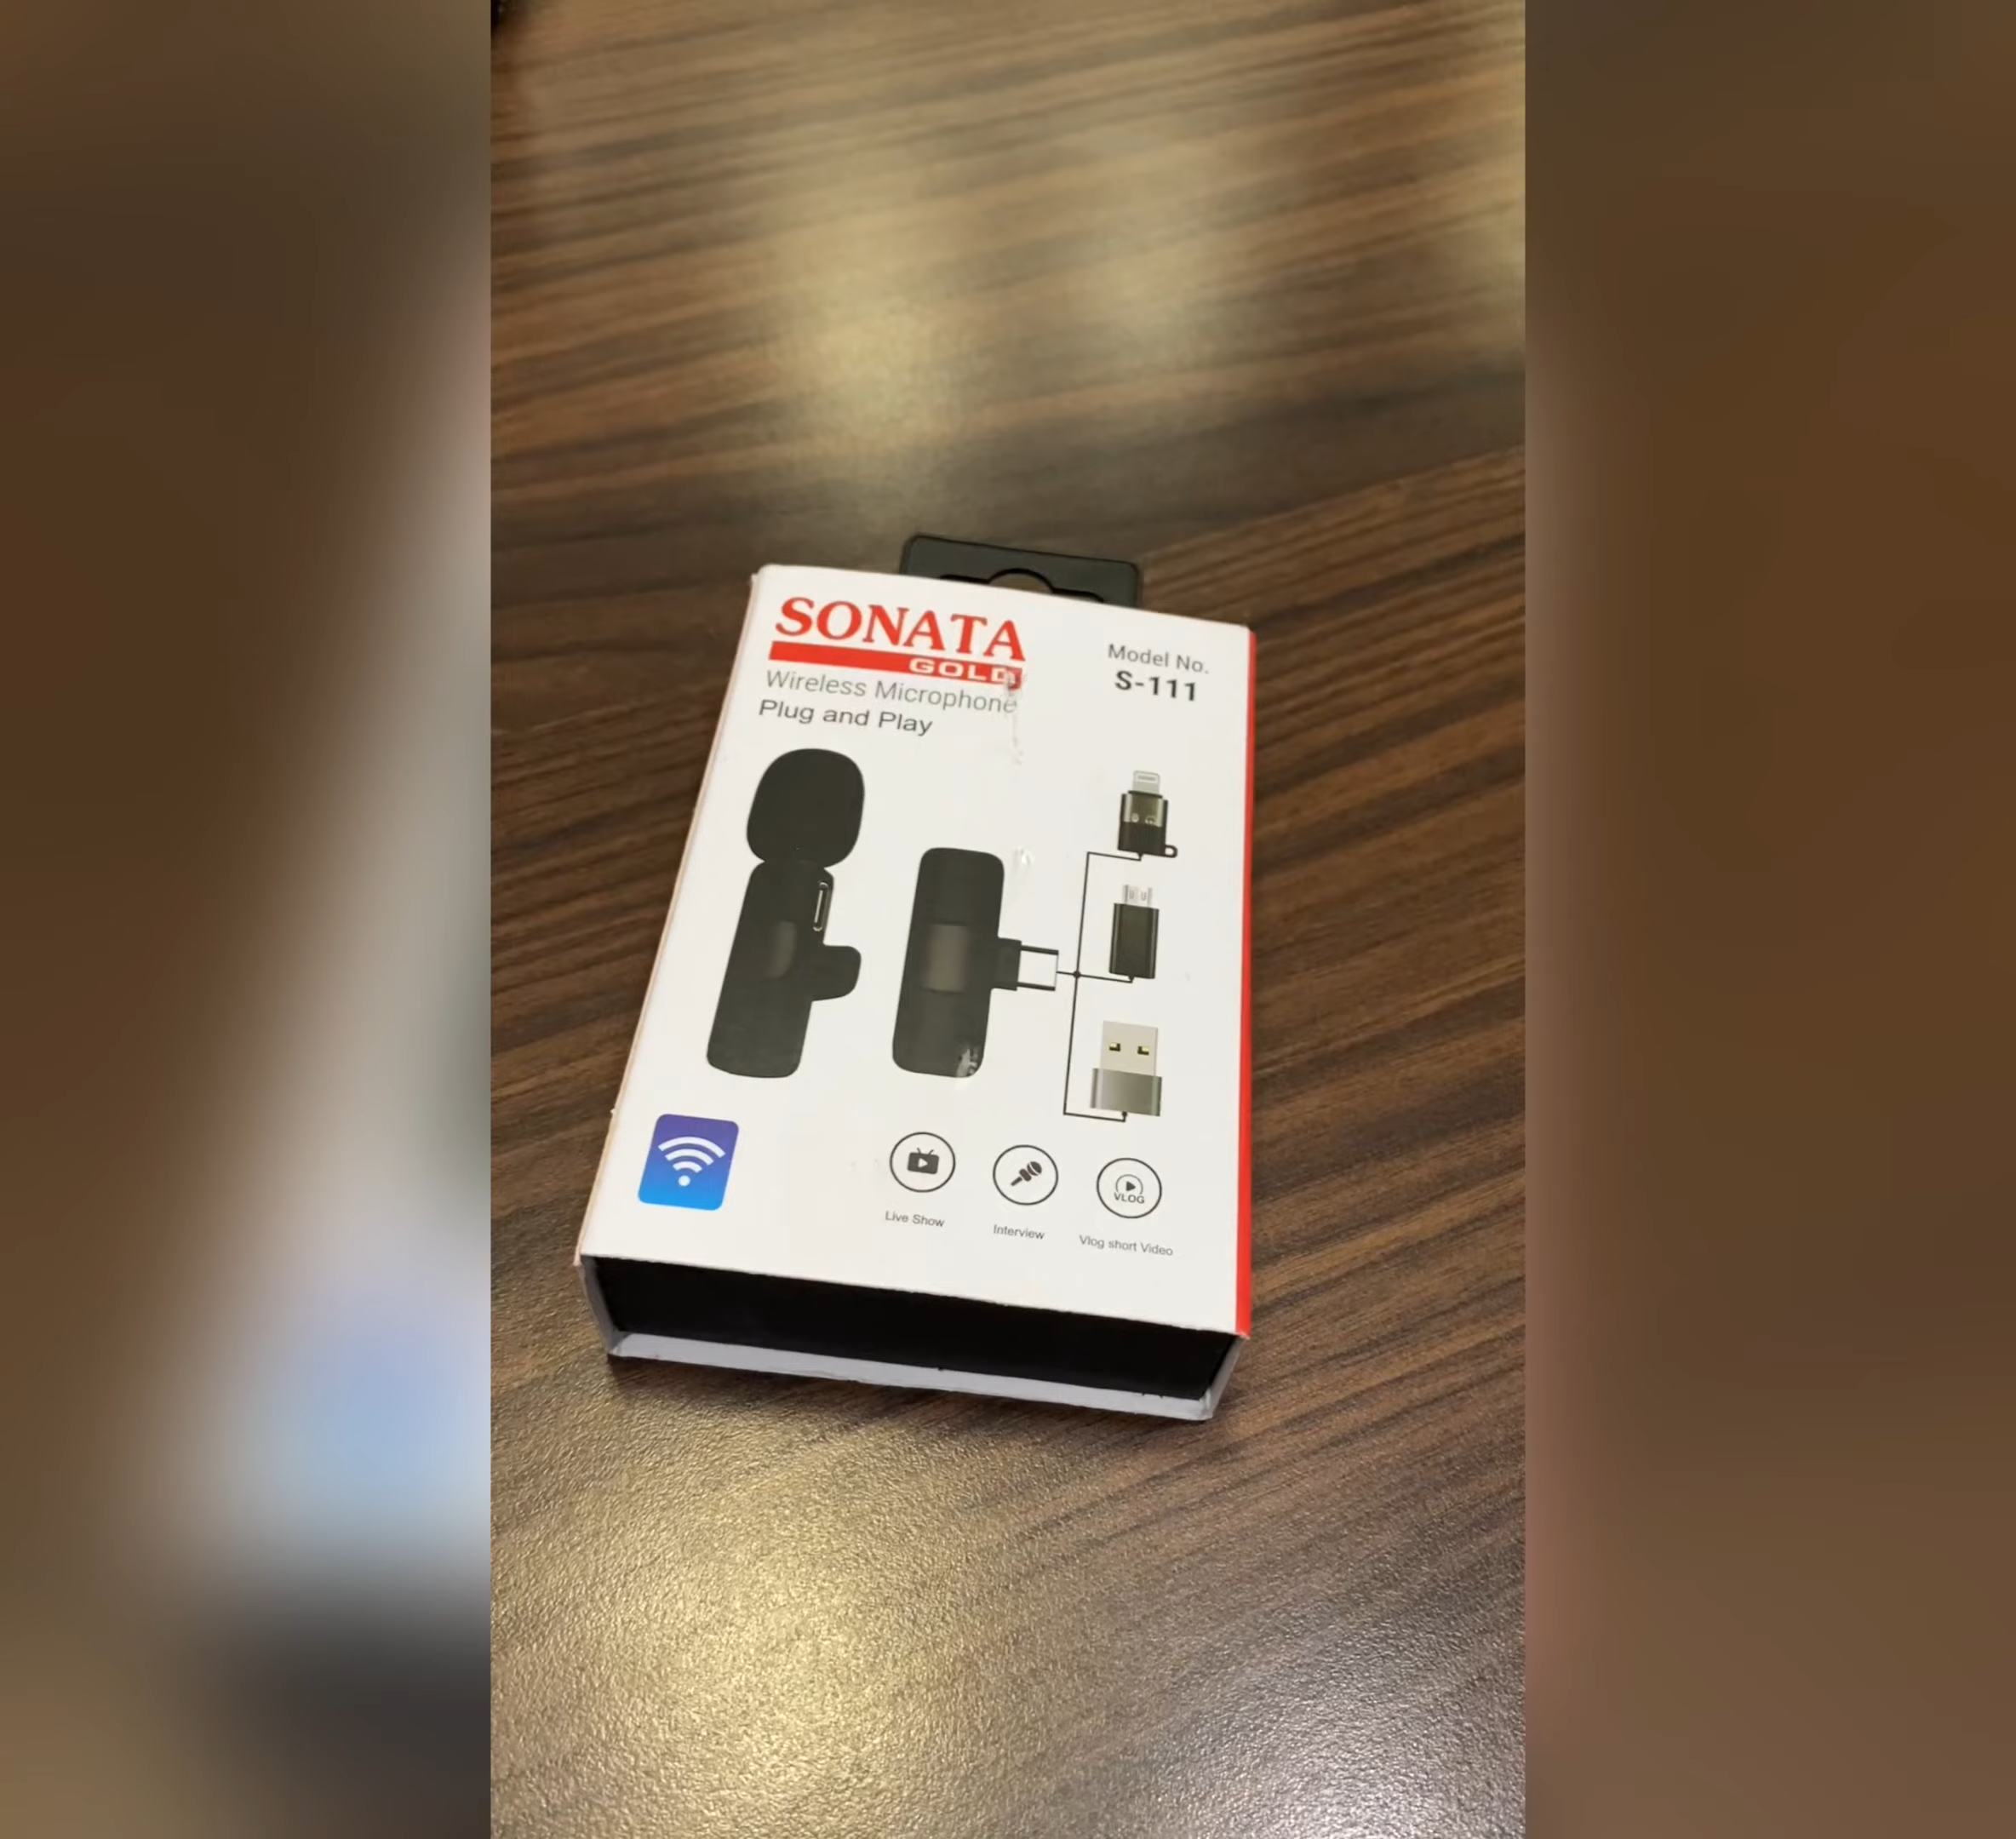 SONATA
GOLD
Wireless Microphone
Plug and Play
Model No.
S-111
Live Show
Interview
VLOG
Vlog short Video